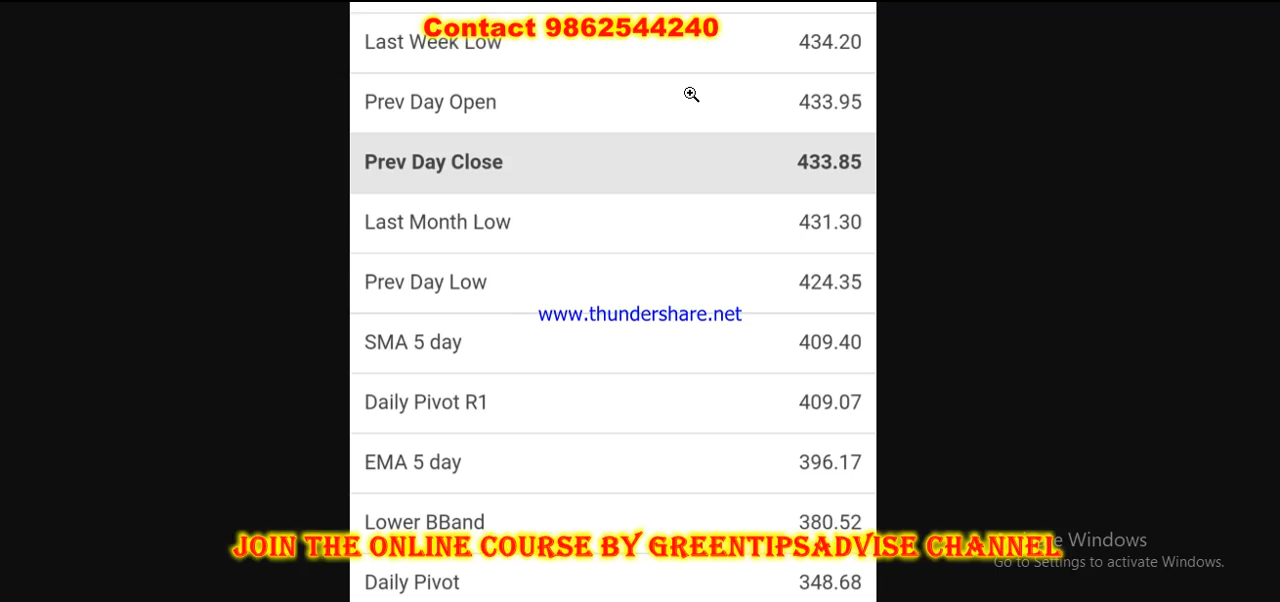 Contact 9862544240
Last Week Low 434.20
Prev Day Open 433.95
Prev Day Close 433.85
Last Month Low 431.30
Prev Day Low 424.35
www.thundershare.net
SMA 5 day 409.40
Daily Pivot R1 409.07
EMA 5 day 396.17
Lower BBand 380.52
JOIN THE ONLINE COURSE BY GREENTIPSADVISE CHANNEL
Windows
Go to Settings to activate Windows.
Daily Pivot 348.68